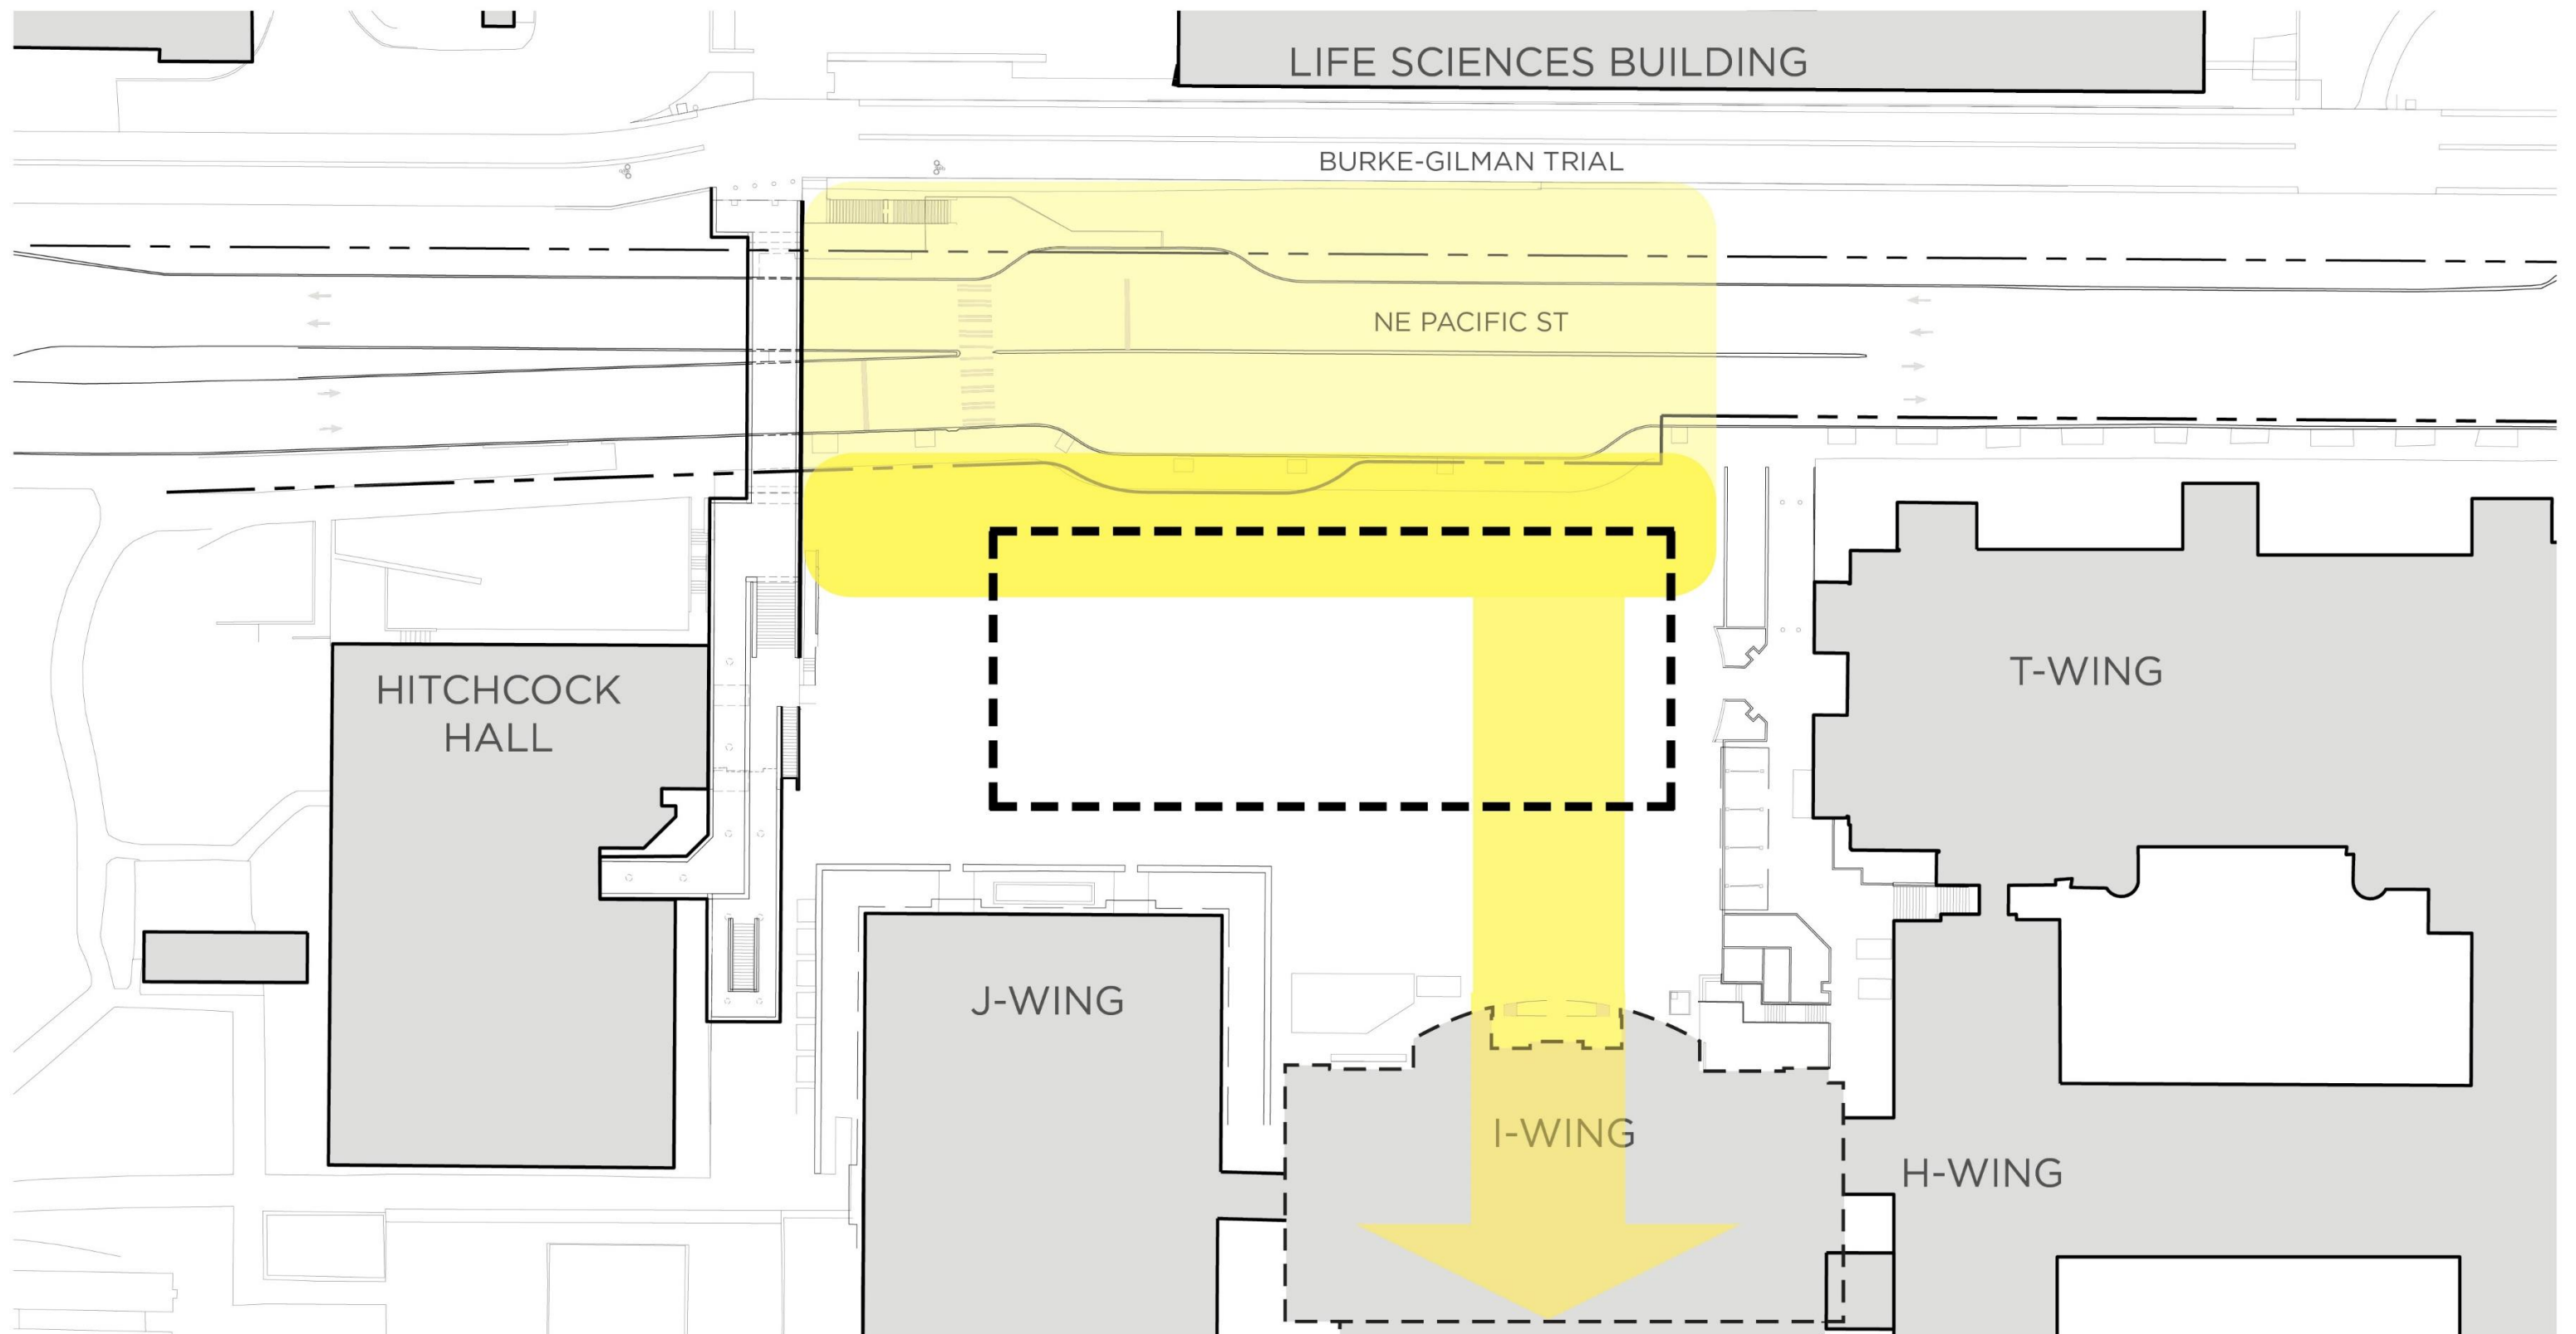 LIFE SCIENCES BUILDING
BURKE-GILMAN TRIAL
NE PACIFIC ST
HITCHCOCK
HALL
T-WING
J-WING
I-WING
H-WING